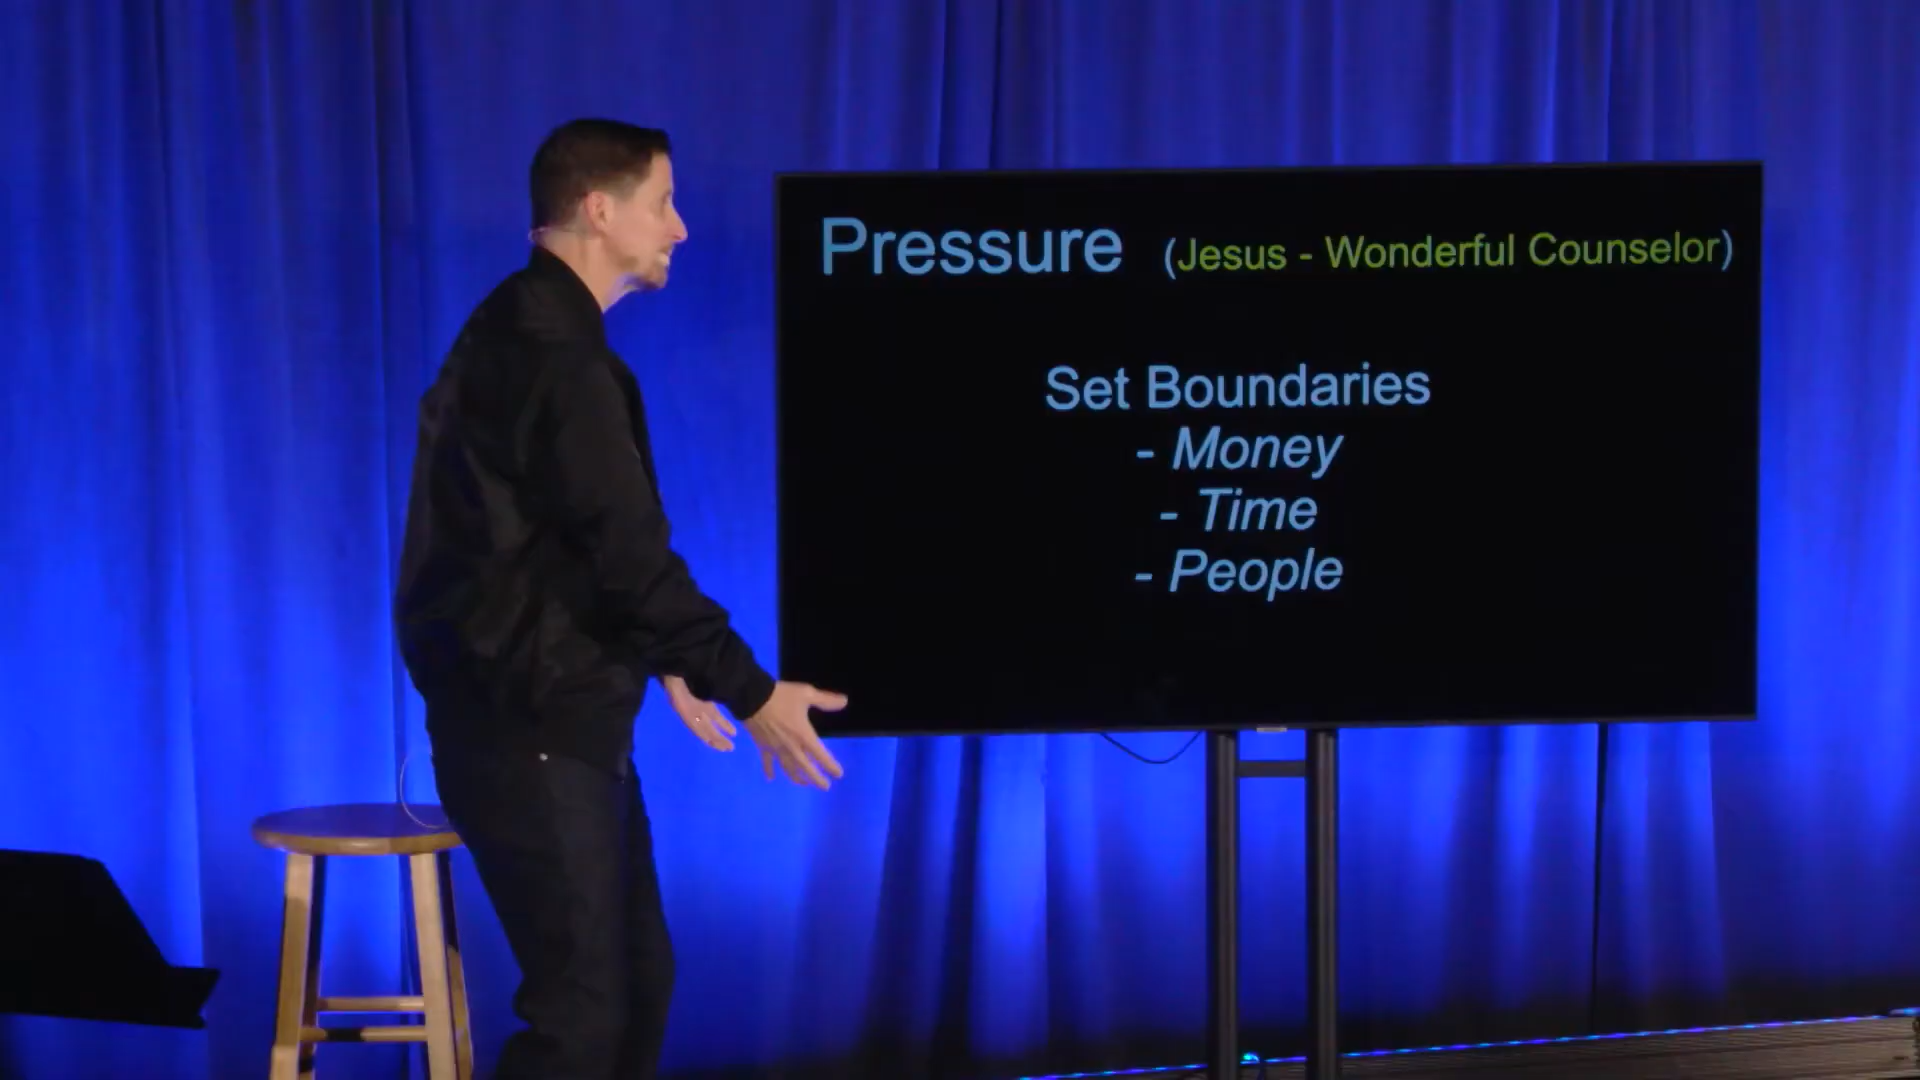 Pressure (Jesus - Wonderful Counselor)
Set Boundaries
- Money
- Time
- People